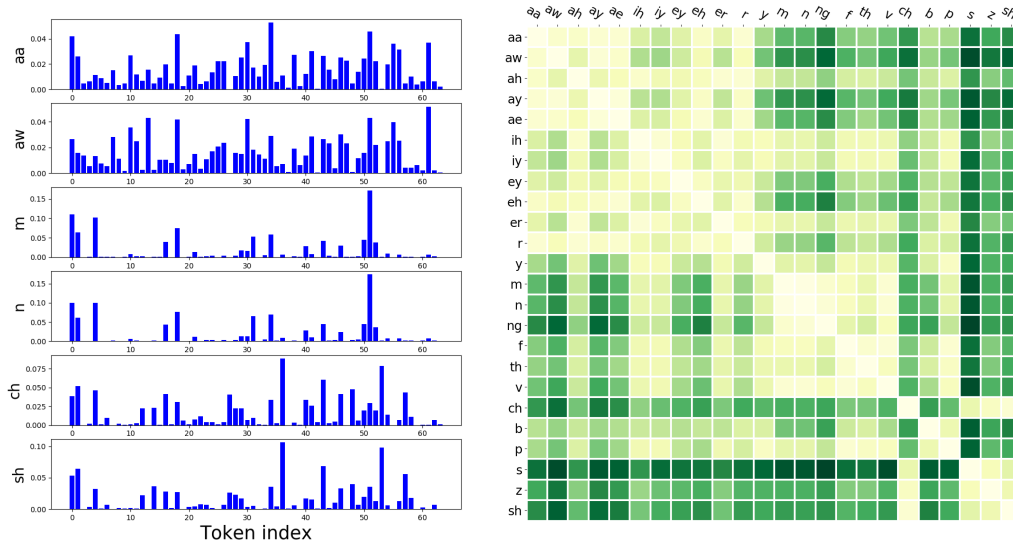 aa
0.04
0.02
0.00
0 10 20 30 40 50 60
aw
0.04
0.02
0.00
0 10 20 30 40 50 60
m
0.15
0.10
0.05
0.00
0 10 20 30 40 50 60
n
0.15
0.10
0.05
0.00
0 10 20 30 40 50 60
ch
0.075
0.050
0.025
0.000
0 10 20 30 40 50 60
sh
0.10
0.05
0.00
0 10 20 30 40 50 60
Token index
aa aw ah ay ae ih iy ey eh er r y m n ng f th v ch b p s z sh
aa
aw
ah
ay
ae
ih
iy
ey
eh
er
r
y
m
n
ng
f
th
v
ch
b
p
s
z
sh